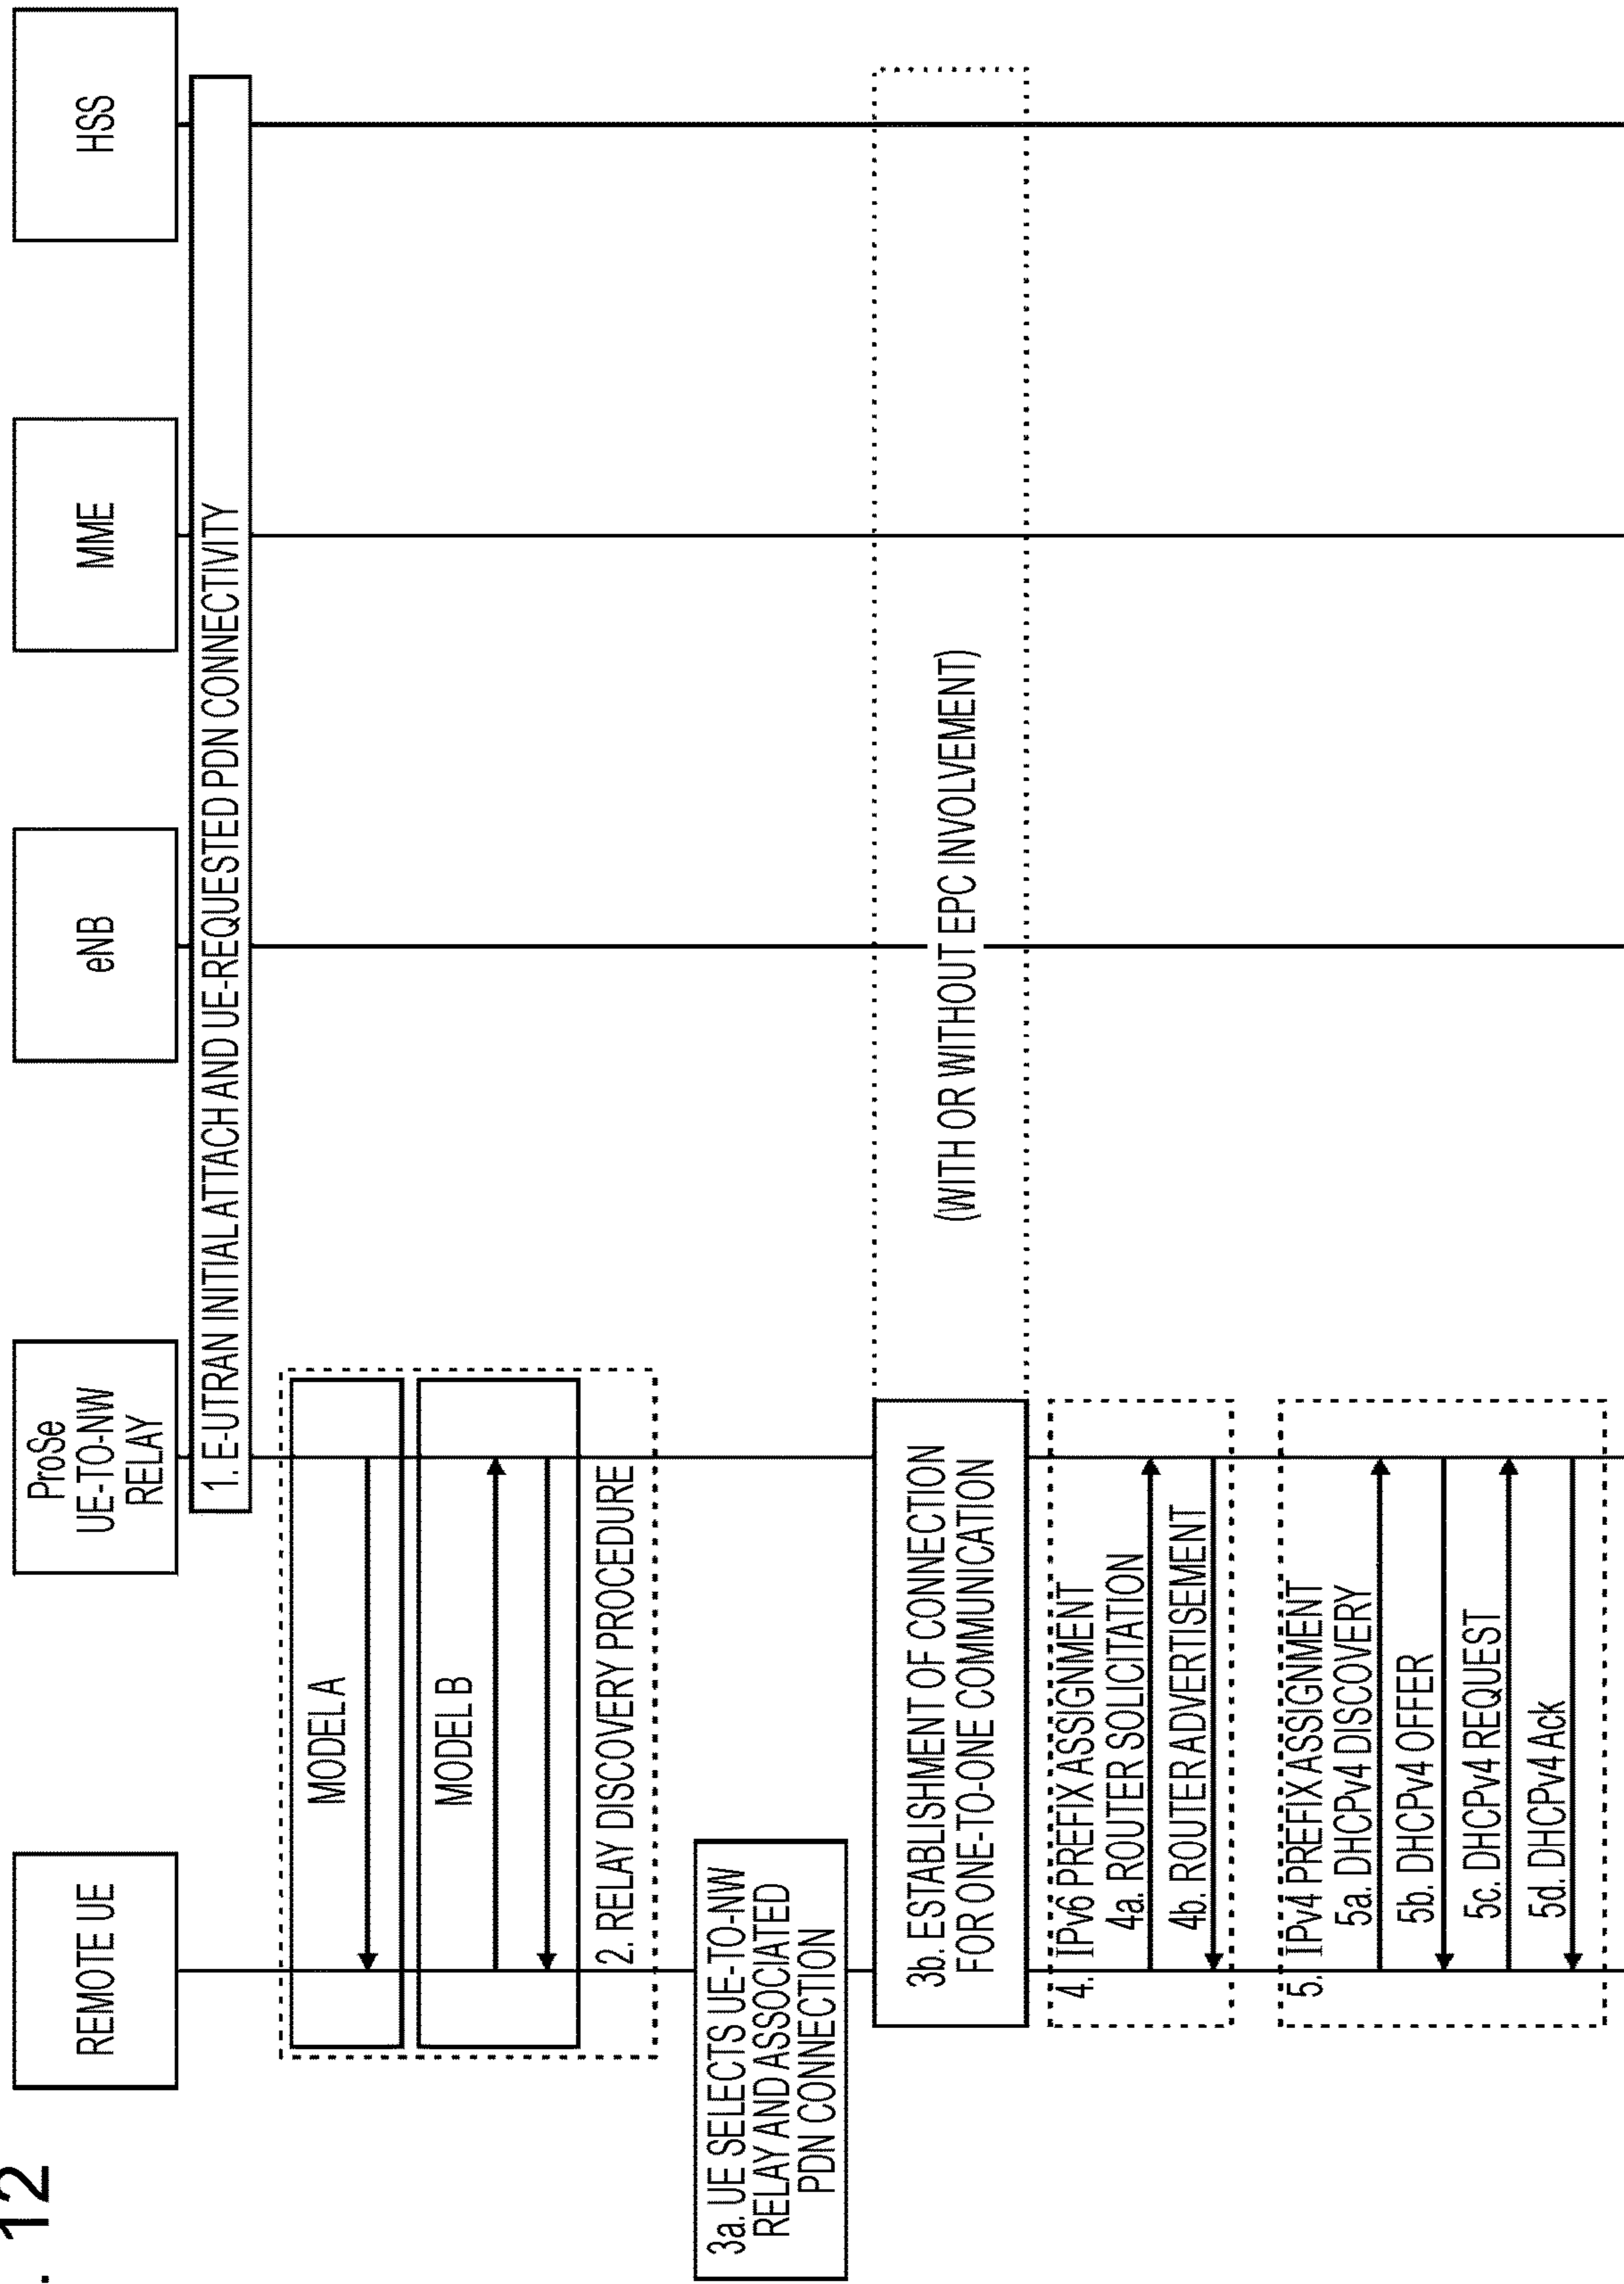 . 12
REMOTE UE
ProSe
UE-TO-NW
RELAY
eNB
MME
HSS
1. E-UTRAN INITIAL ATTACH AND UE-REQUESTED PDN CONNECTIVITY
MODEL A
MODEL B
2. RELAY DISCOVERY PROCEDURE
3a. UE SELECTS UE-TO-NW
RELAY AND ASSOCIATED
PDN CONNECTION
3b. ESTABLISHMENT OF CONNECTION
FOR ONE-TO-ONE COMMUNICATION
(WITH OR WITHOUT EPC INVOLVEMENT)
4. IPv6 PREFIX ASSIGNMENT
4a. ROUTER SOLICITATION
4b. ROUTER ADVERTISEMENT
5. IPv4 PREFIX ASSIGNMENT
5a. DHCPv4 DISCOVERY
5b. DHCPv4 OFFER
5c. DHCPv4 REQUEST
5d. DHCPv4 Ack